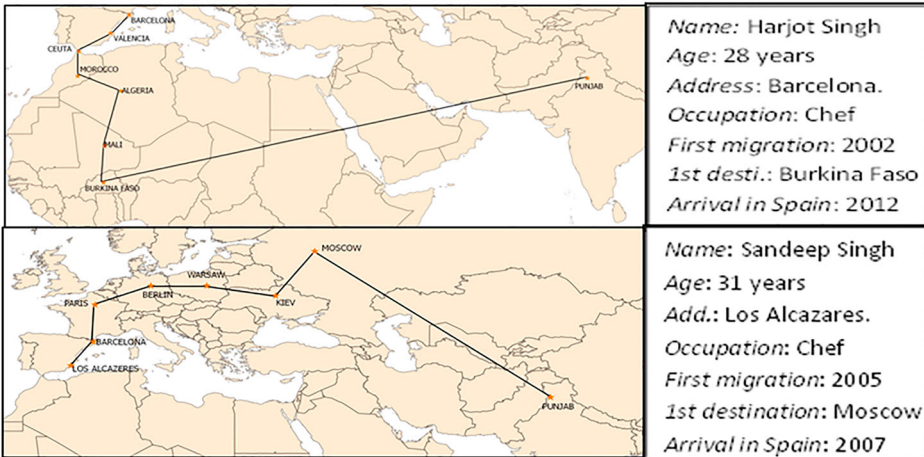 BARCELONA
VALENCIA
CEUTA
MOROCCO
ALGERIA
PUNJAB
MALI
BURKINA FASO
Name: Harjot Singh
Age: 28 years
Address: Barcelona.
Occupation: Chef
First migration: 2002
1st desti.: Burkina Faso
Arrival in Spain: 2012
MOSCOW
WARSAW
BERLIN
KIEV
PARIS
BARCELONA
LOS ALCAZERES
PUNJAB
Name: Sandeep Singh
Age: 31 years
Add.: Los Alcazares.
Occupation: Chef
First migration: 2005
1st destination: Moscow
Arrival in Spain: 2007